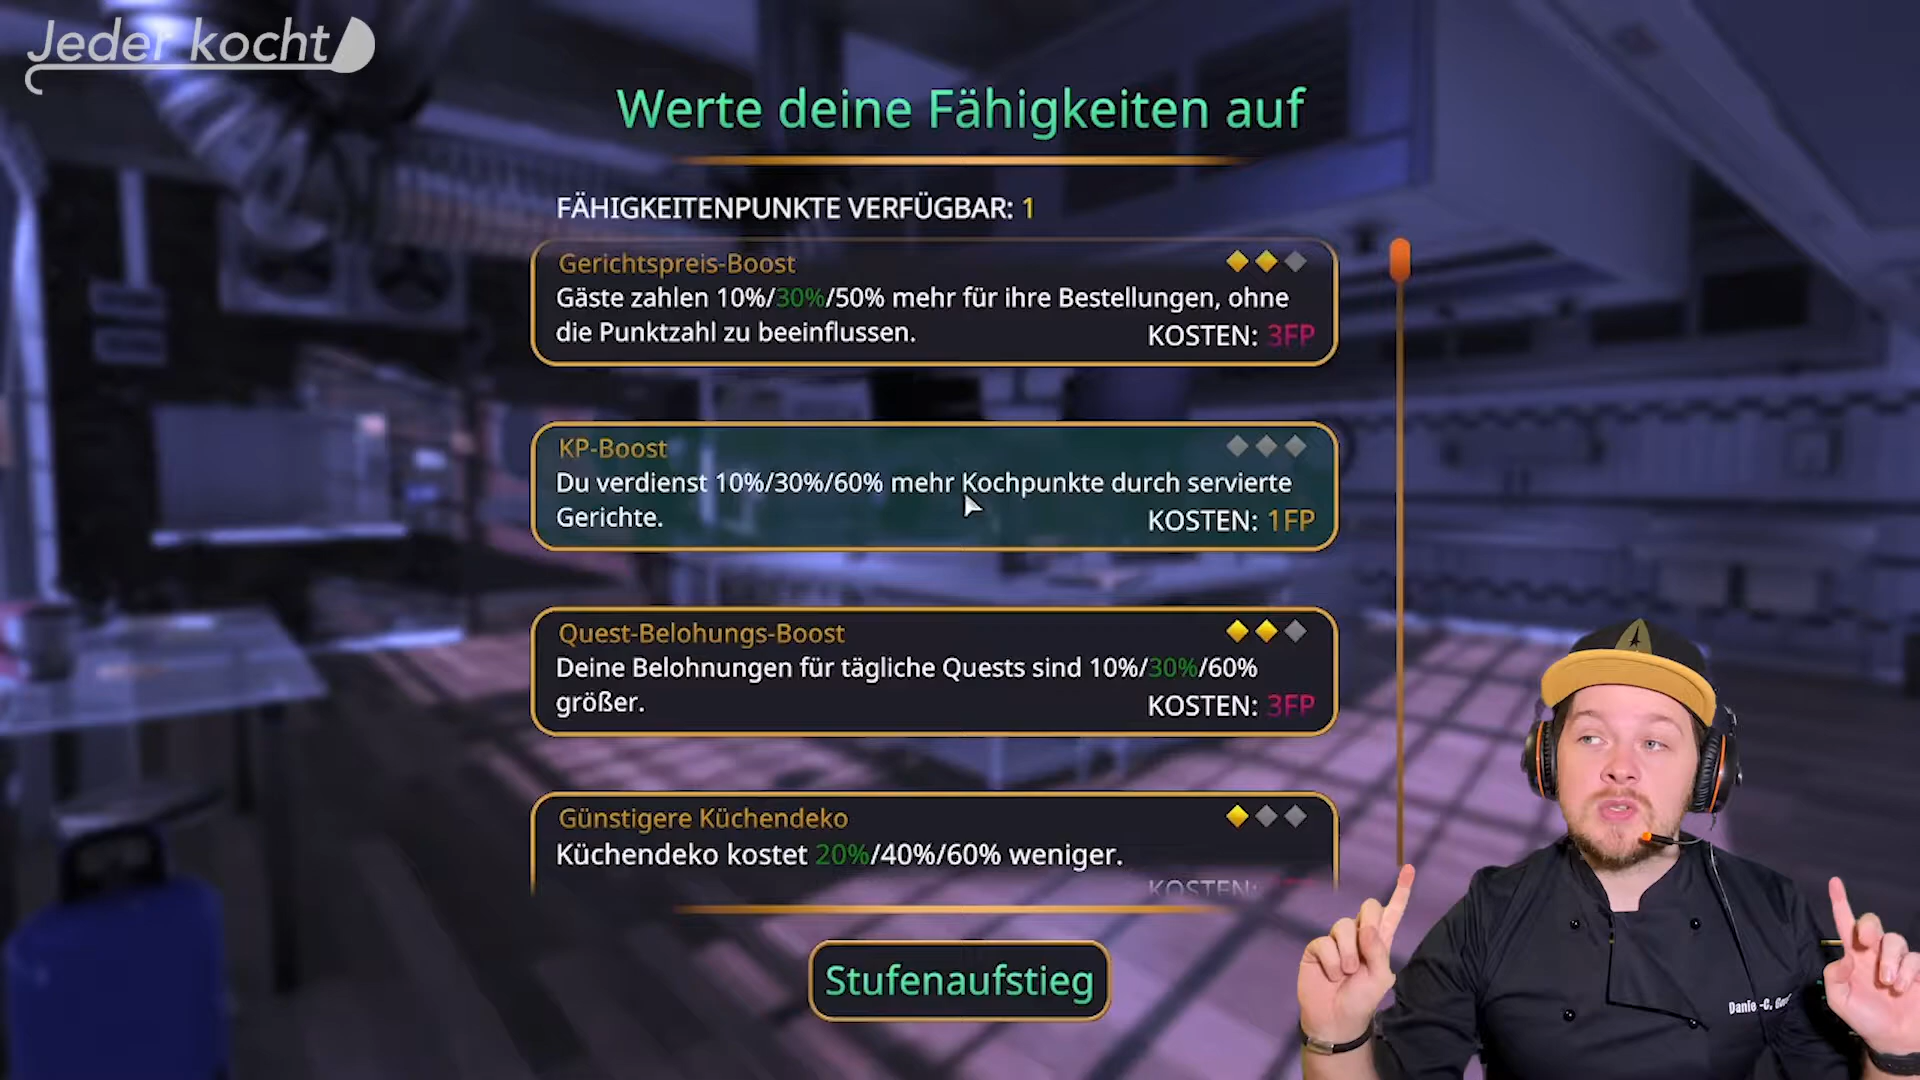 Jeder kocht
Werte deine Fähigkeiten auf
FÄHIGKEITENPUNKTE VERFÜGBAR: 1
Gerichtspreis-Boost
Gäste zahlen 10%/30%/50% mehr für ihre Bestellungen, ohne
die Punktzahl zu beeinflussen.
KOSTEN: 3FP
KP-Boost
Du verdienst 10%/30%/60% mehr Kochpunkte durch servierte
Gerichte.
KOSTEN: 1FP
Quest-Belohungs-Boost
Deine Belohnungen für tägliche Quests sind 10%/30%/60%
größer.
KOSTEN: 3FP
Günstigere Küchendeko
Küchendeko kostet 20%/40%/60% weniger.
KOSTEN:
Stufenaufstieg